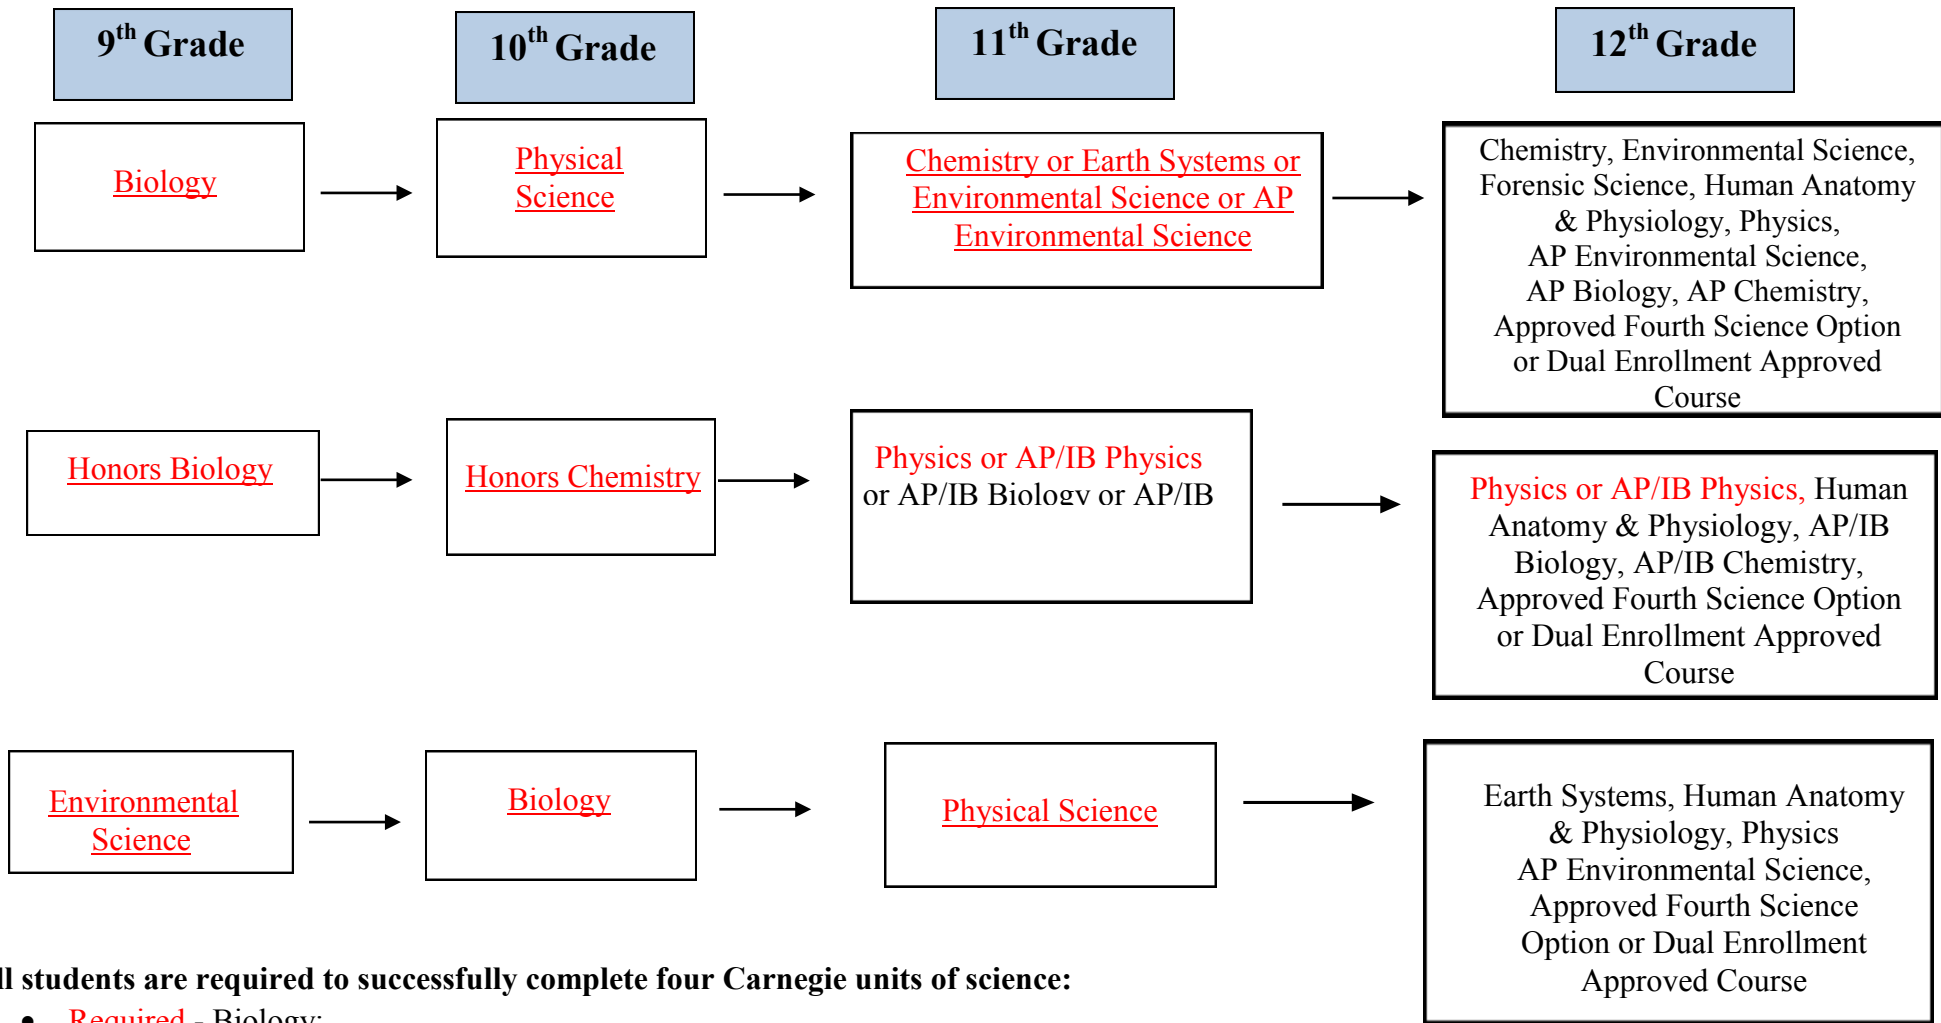 9th Grade
10th Grade
11th Grade
12th Grade
Biology
Physical
Science
Chemistry or Earth Systems or
Environmental Science or AP
Environmental Science
Chemistry, Environmental Science,
Forensic Science, Human Anatomy
& Physiology, Physics,
AP Environmental Science,
AP Biology, AP Chemistry,
Approved Fourth Science Option
or Dual Enrollment Approved
Course
Honors Biology
Honors Chemistry
Physics or AP/IB Physics
or AP/IB Biology or AP/IB
Physics or AP/IB Physics, Human
Anatomy & Physiology, AP/IB
Biology, AP/IB Chemistry,
Approved Fourth Science Option
or Dual Enrollment Approved
Course
Environmental
Science
Biology
Physical Science
Earth Systems, Human Anatomy
& Physiology, Physics
AP Environmental Science,
Approved Fourth Science
Option or Dual Enrollment
Approved Course
ll students are required to successfully complete four Carnegie units of science:
• Required - Biology;